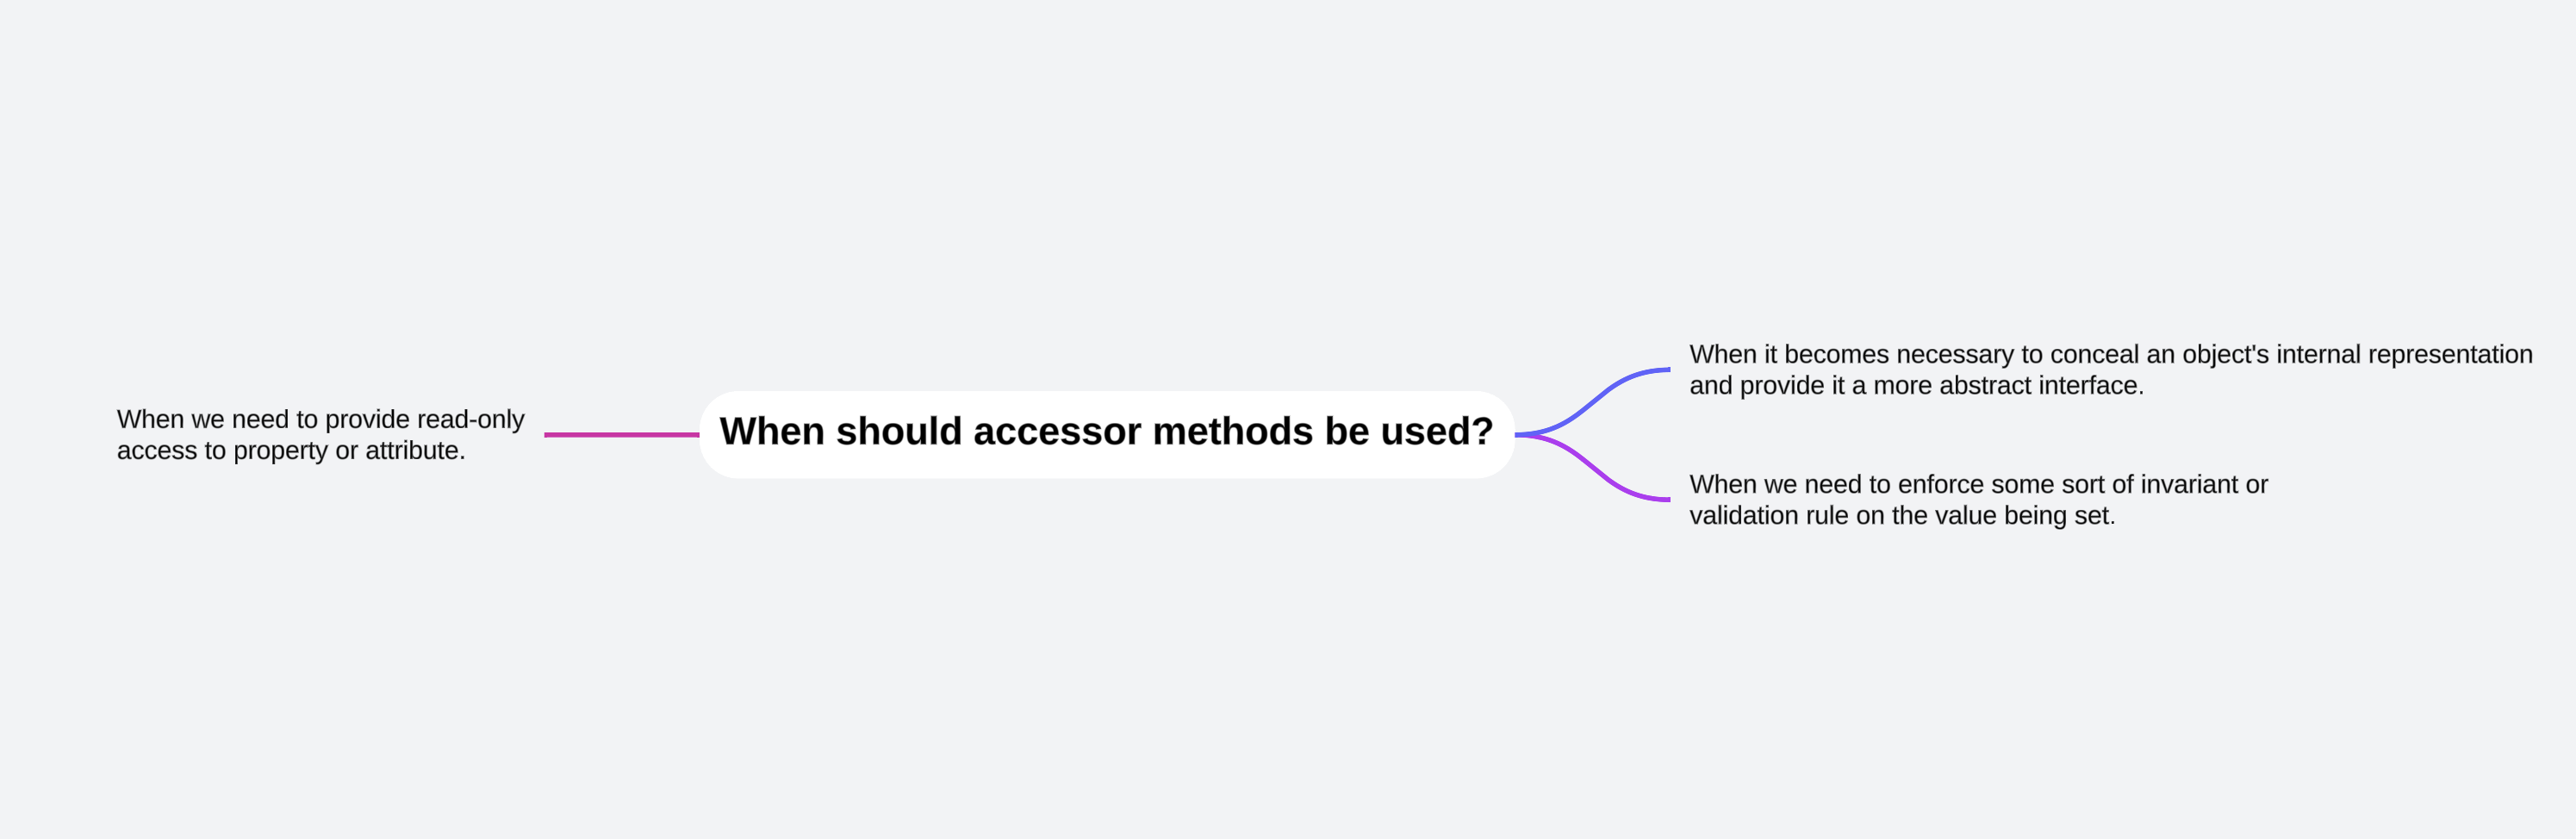 When we need to provide read-only
access to property or attribute.
When should accessor methods be used?
When it becomes necessary to conceal an object's internal representation
and provide it a more abstract interface.
When we need to enforce some sort of invariant or
validation rule on the value being set.